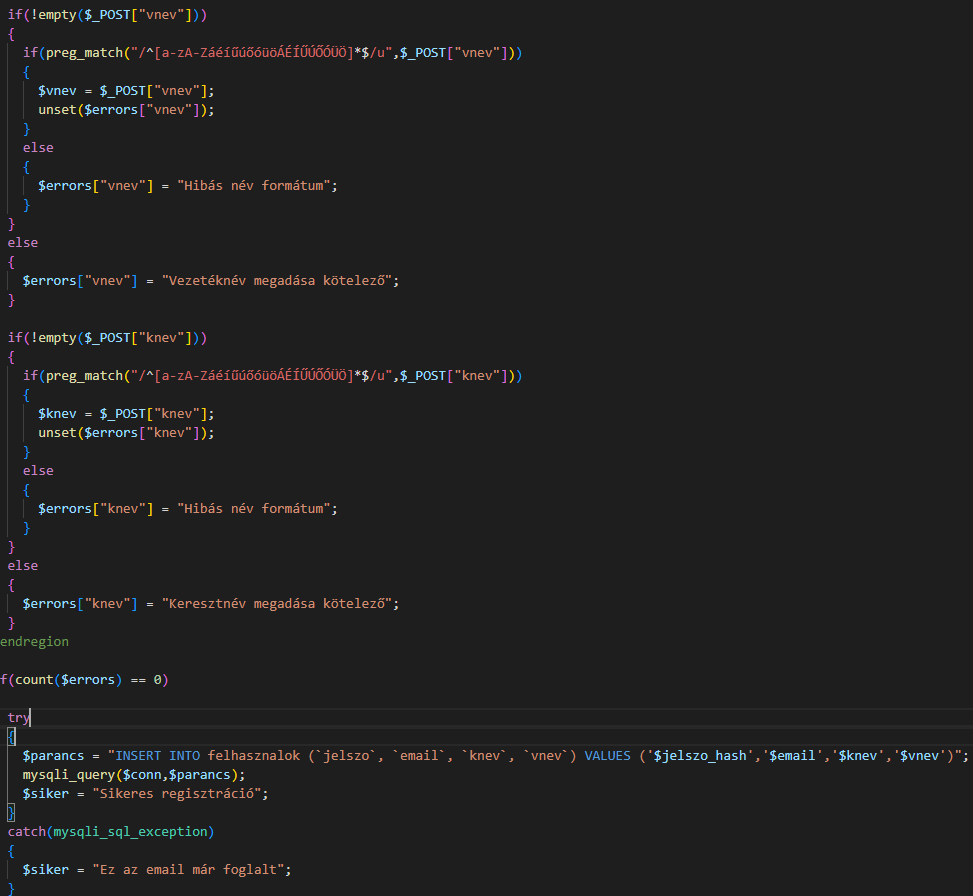 if(!empty($_POST["vnev"]))
{
if(preg_match("/^[a-zA-ZáéíűúőóüöÁÉÍŰÚŐÓÜÖ]*$/u",$_POST["vnev"]))
{
$vnev = $_POST["vnev"];
unset($errors["vnev"]);
}
else
{
$errors["vnev"] = "Hibás név formátum";
}
}
else
{
$errors["vnev"] = "Vezetéknév megadása kötelező";
}
if(!empty($_POST["knev"]))
{
if(preg_match("/^[a-zA-ZáéíűúőóüöÁÉÍŰÚŐÓÜÖ]*$/u",$_POST["knev"]))
{
$knev = $_POST["knev"];
unset($errors["knev"]);
}
else
{
$errors["knev"] = "Hibás név formátum";
}
}
else
{
$errors["knev"] = "Keresztnév megadása kötelező";
}
endregion
f(count($errors) == 0)
try
{
$parancs = "INSERT INTO felhasznalok (`jelszo`, `email`, `knev`, `vnev`) VALUES ('$jelszo_hash','$email','$knev','$vnev')";
mysqli_query($conn,$parancs);
$siker = "Sikeres regisztráció";
}
catch(mysqli_sql_exception)
{
$siker = "Ez az email már foglalt";
}